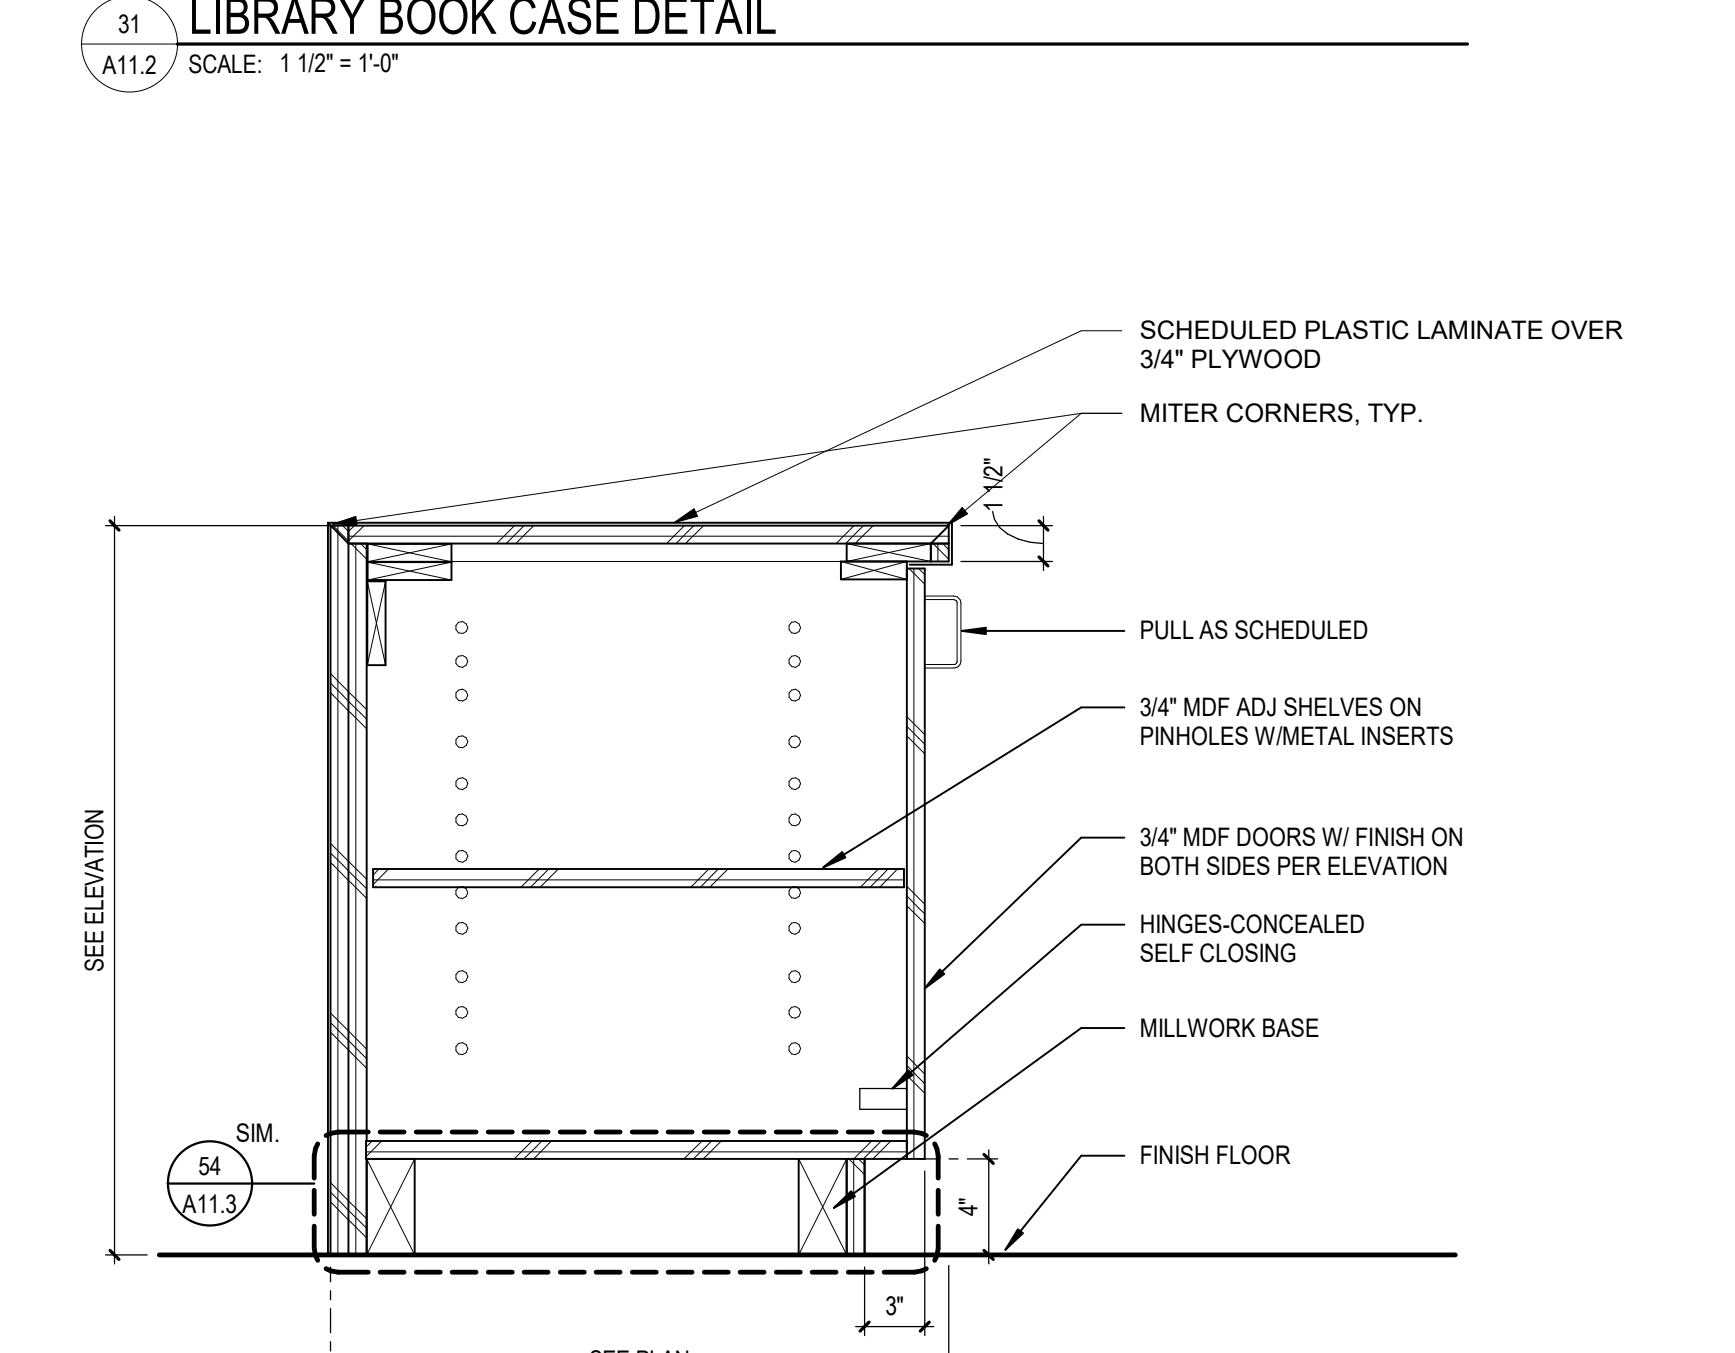 31
LIBRARY BOOK CASE DETAIL
A11.2
SCALE: 1 1/2" = 1'-0"
SCHEDULED PLASTIC LAMINATE OVER
3/4" PLYWOOD
MITER CORNERS, TYP.
1 1/2"
PULL AS SCHEDULED
3/4" MDF ADJ SHELVES ON
PINHOLES W/METAL INSERTS
3/4" MDF DOORS W/ FINISH ON
BOTH SIDES PER ELEVATION
SEE ELEVATION
HINGES-CONCEALED
SELF CLOSING
MILLWORK BASE
SIM.
54
A11.3
FINISH FLOOR
4"
3"
SEE PLAN